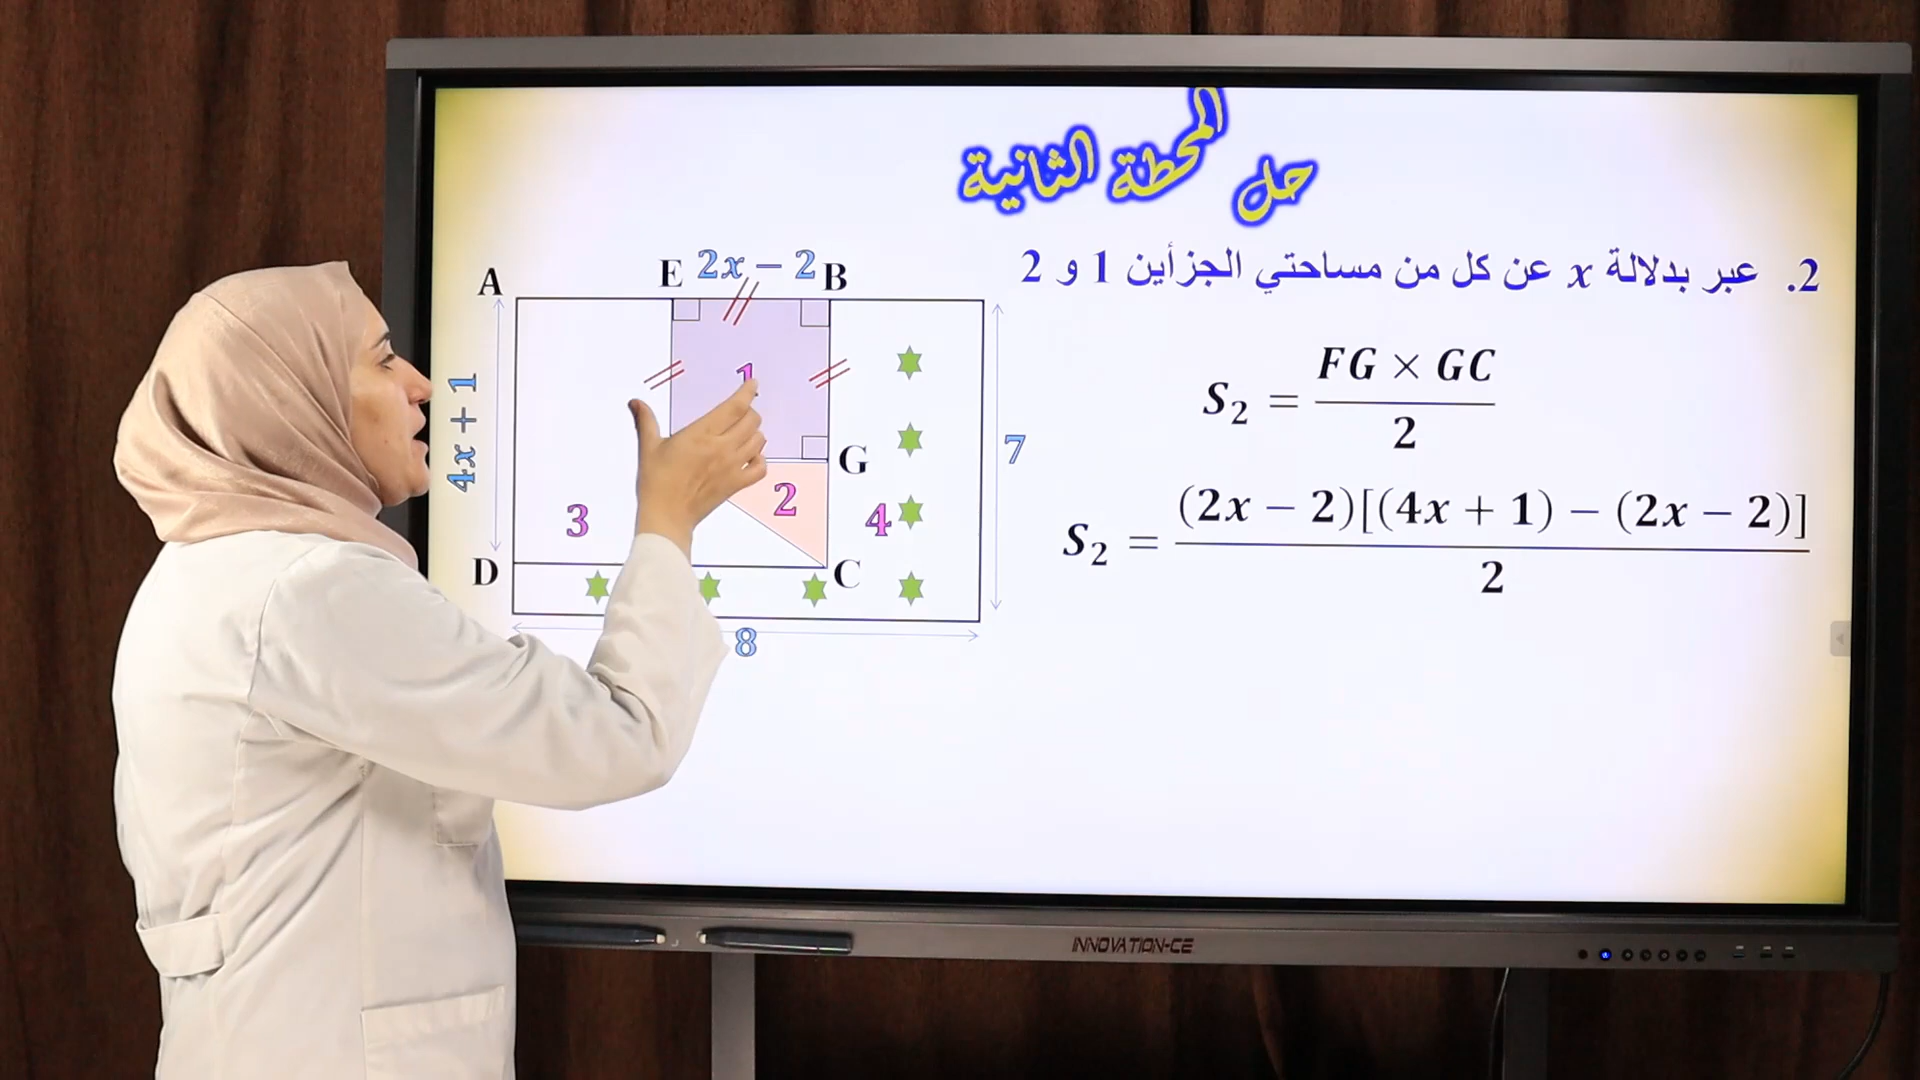 حل المحطة الثانية
2. عبر بدلالة x عن كل من مساحتي الجزأين 1 و 2
A
E
2x − 2
B
4x + 1
1
7
G
2
3
4
D
C
8
S₂ = (FG × GC)/2
S₂ = ((2x − 2)[(4x + 1) − (2x − 2)])/2
INNOVATION-CE